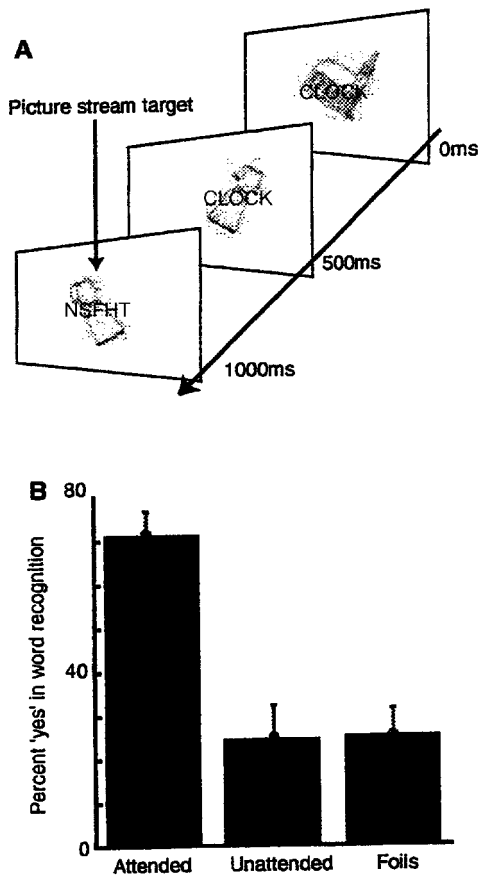 A
Picture stream target
CLOCK
0ms
CLOCK
500ms
NSFHT
1000ms
B
80
40
0
Percent 'yes' in word recognition
Attended Unattended Foils